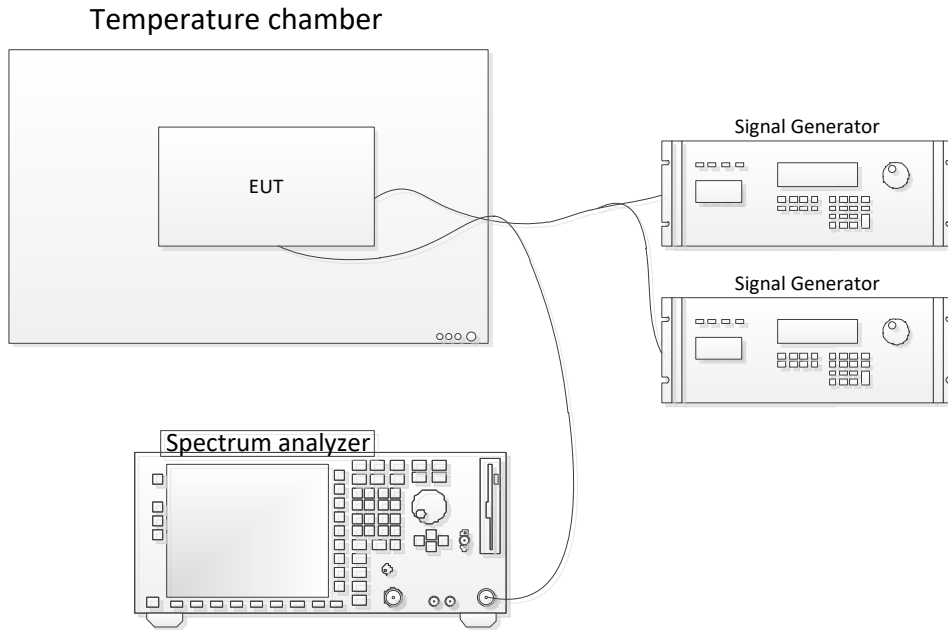 Temperature chamber
Signal Generator
EUT
Signal Generator
Spectrum analyzer